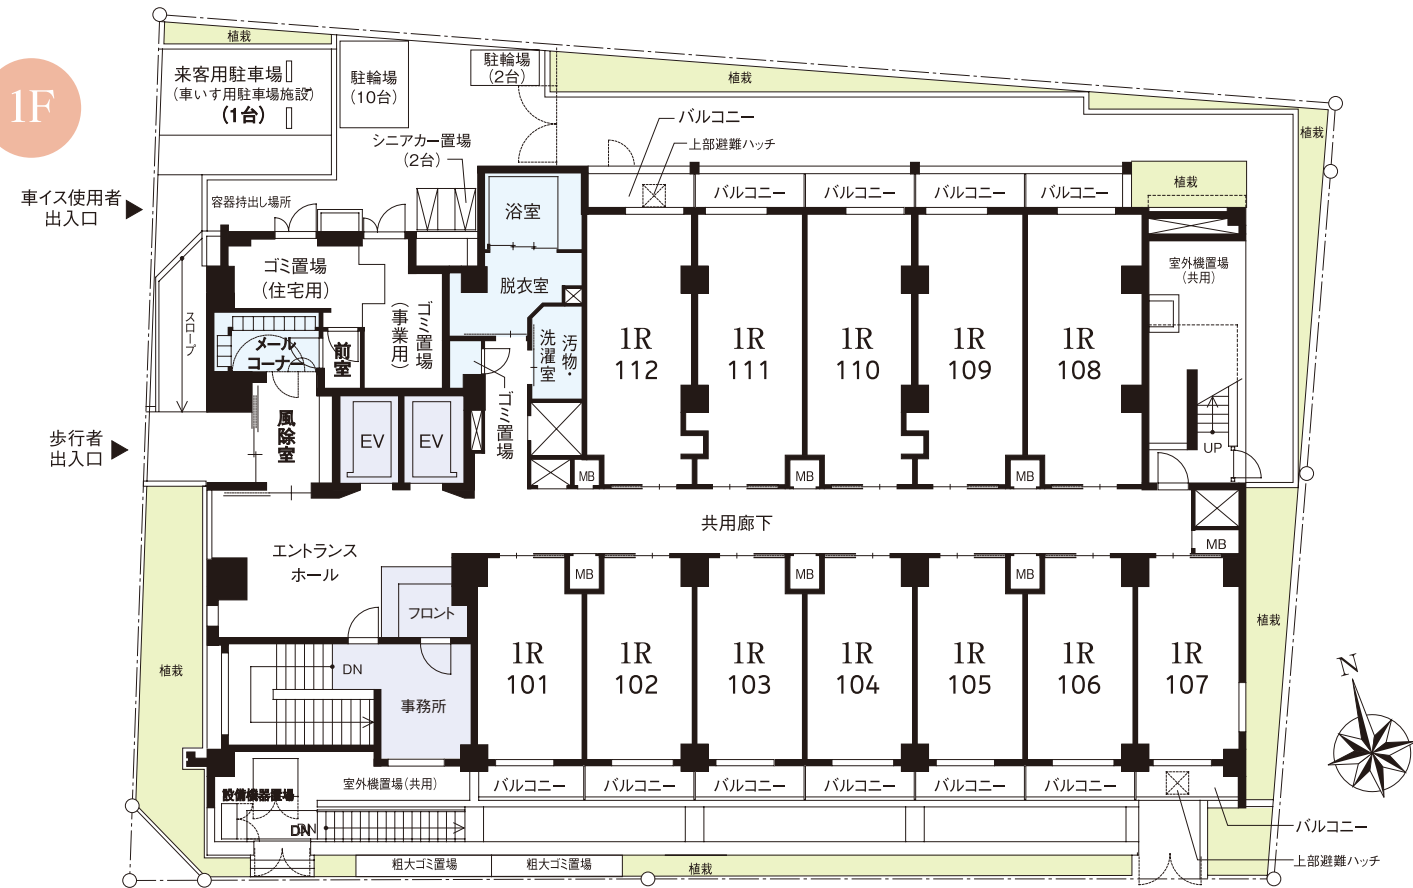 1F
植栽
来客用駐車場
(車いす用駐車場施設)
(1台)
駐輪場
(10台)
駐輪場
(2台)
植栽
植栽
シニアカー置場
(2台)
バルコニー
上部避難ハッチ
車イス使用者
出入口
容器持出し場所
浴室
バルコニー
バルコニー
バルコニー
バルコニー
植栽
ゴミ置場
(住宅用)
脱衣室
室外機置場
(共用)
スロープ
ゴミ置場
(事業用)
メール
コーナー
前室
汚物・
洗濯室
1R
112
1R
111
1R
110
1R
109
1R
108
歩行者
出入口
風除室
EV
EV
ゴミ置場
UP
MB
MB
MB
共用廊下
MB
エントランス
ホール
MB
MB
MB
フロント
植栽
植栽
DN
事務所
1R
101
1R
102
1R
103
1R
104
1R
105
1R
106
1R
107
N
設備機器置場
室外機置場(共用)
バルコニー
バルコニー
バルコニー
バルコニー
バルコニー
バルコニー
DN
バルコニー
粗大ゴミ置場
粗大ゴミ置場
植栽
上部避難ハッチ